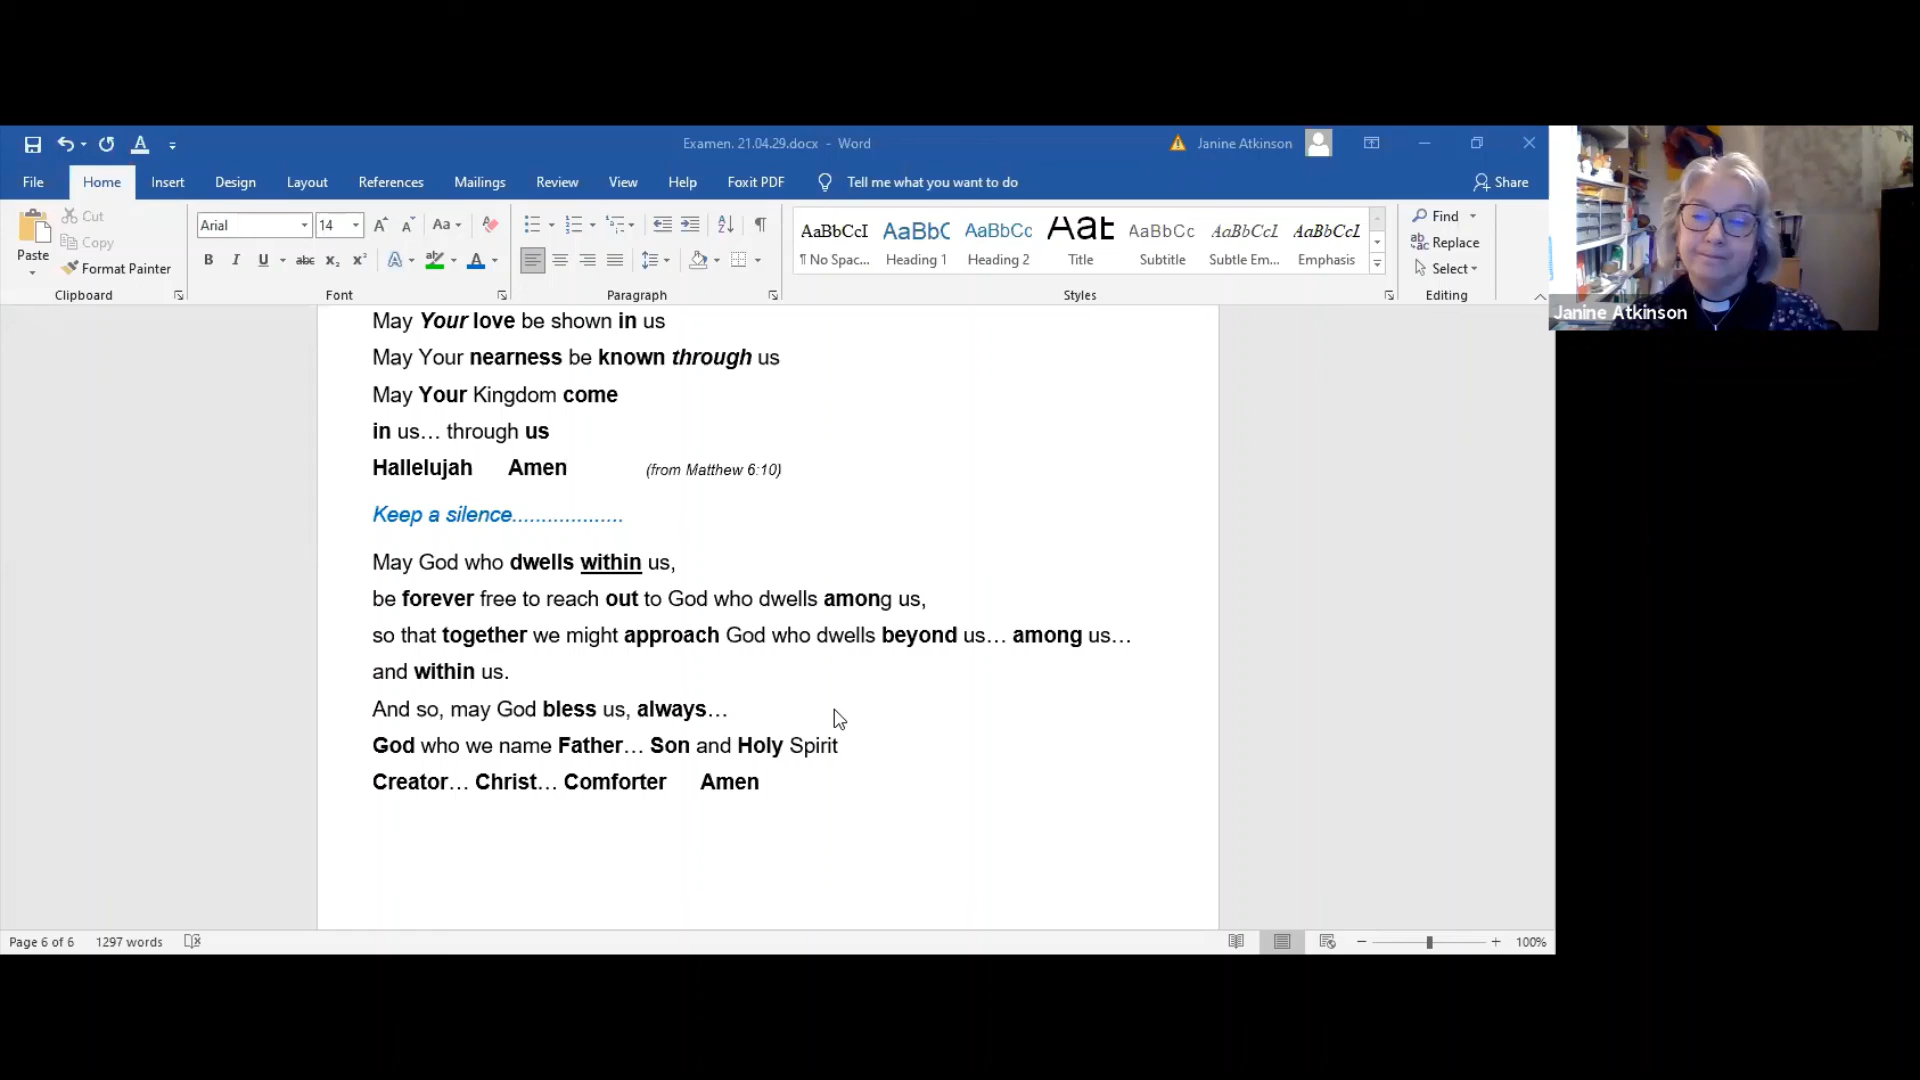 Examen. 21.04.29.docx - Word
Janine Atkinson
File Home Insert Design Layout References Mailings Review View Help Foxit PDF Tell me what you want to do Share
Paste
Cut
Copy
Format Painter
Clipboard
Arial 14
Font
Paragraph
AaBbCcI AaBbC AaBbCc AaB AaBbCc AaBbCcI AaBbCcI
¶ No Spac... Heading 1 Heading 2 Title Subtitle Subtle Em... Emphasis
Styles
Find
Replace
Select
Editing
Janine Atkinson
May Your love be shown in us
May Your nearness be known through us
May Your Kingdom come
in us… through us
Hallelujah Amen (from Matthew 6:10)
Keep a silence...................
May God who dwells within us,
be forever free to reach out to God who dwells among us,
so that together we might approach God who dwells beyond us… among us…
and within us.
And so, may God bless us, always…
God who we name Father… Son and Holy Spirit
Creator… Christ… Comforter Amen
Page 6 of 6 1297 words 100%